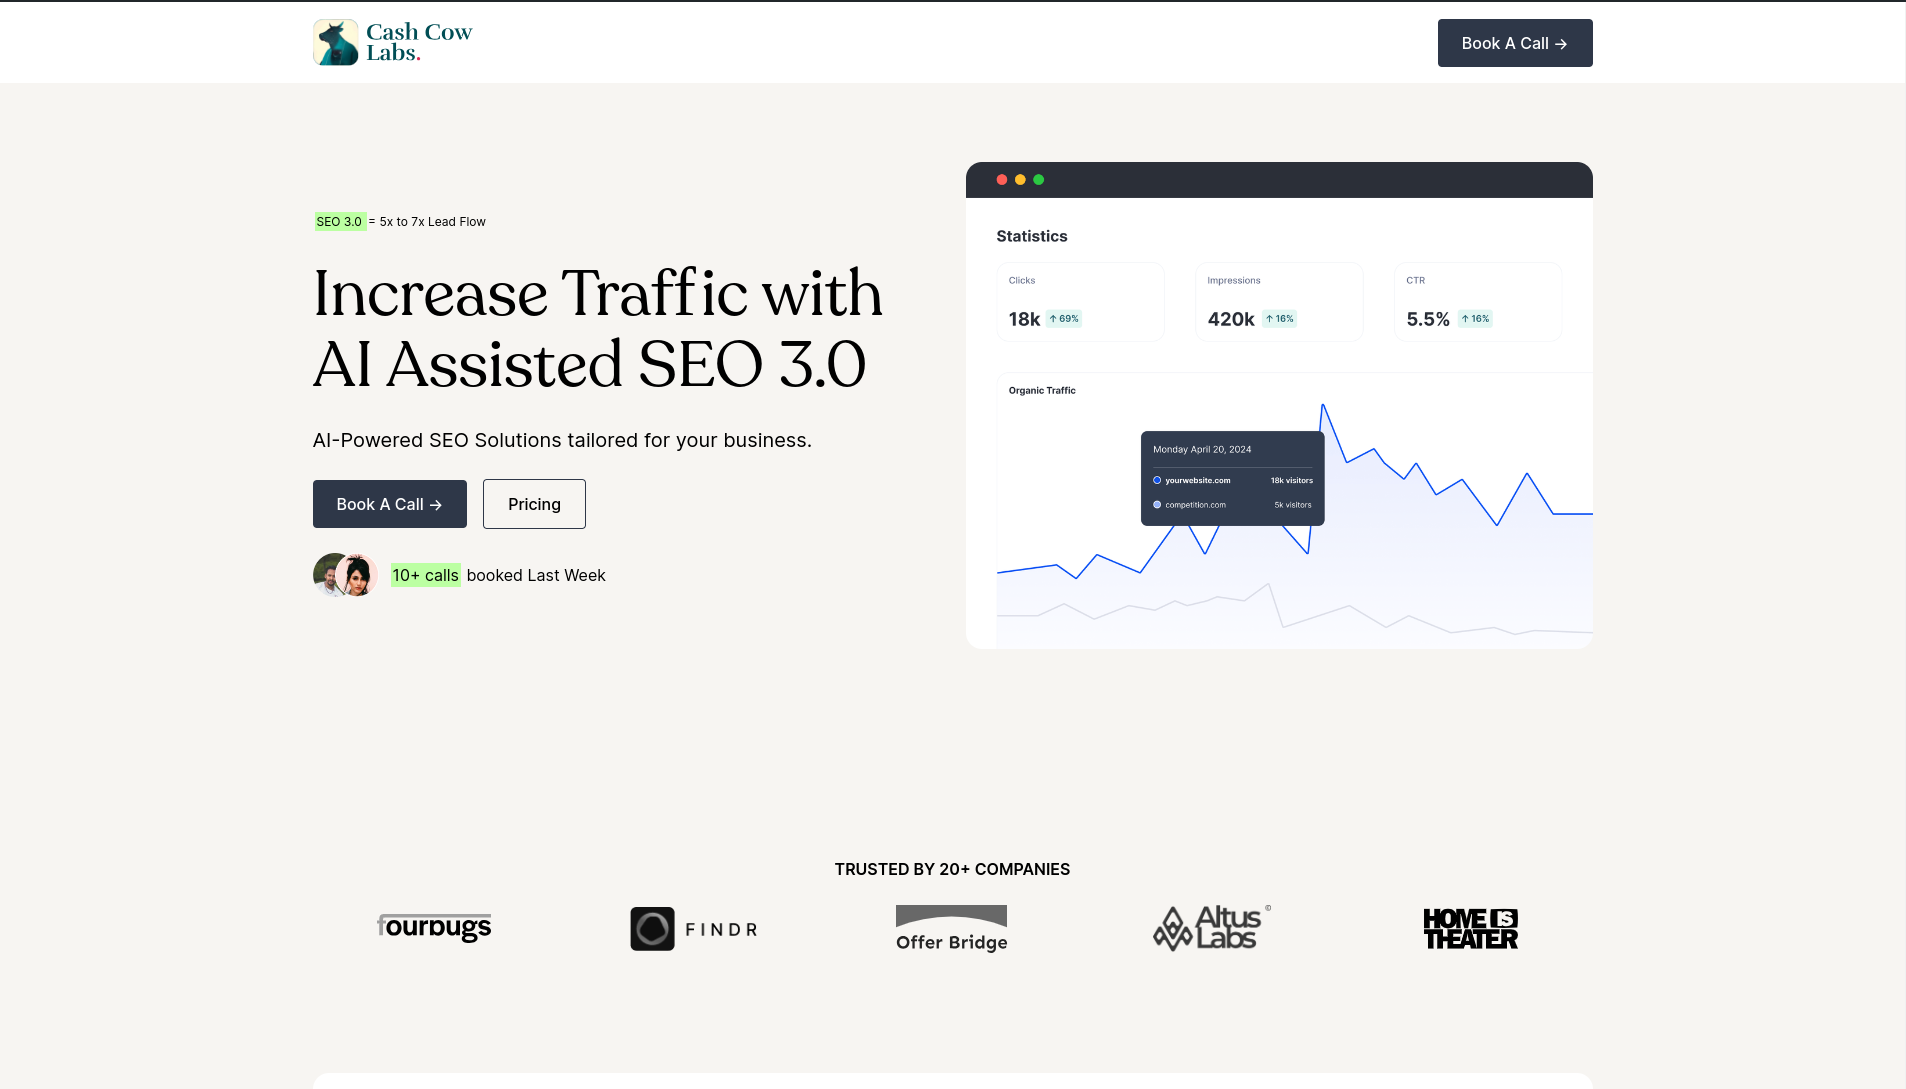 Cash Cow
Labs.
Book A Call →
SEO 3.0 = 5x to 7x Lead Flow
Increase Traffic with
AI Assisted SEO 3.0
AI-Powered SEO Solutions tailored for your business.
Book A Call →
Pricing
10+ calls booked Last Week
Statistics
Clicks
18k ↑ 69%
Impressions
420k ↑ 16%
CTR
5.5% ↑ 16%
Organic Traffic
Monday April 20, 2024
yourwebsite.com 18k visitors
competition.com 5k visitors
TRUSTED BY 20+ COMPANIES
fourbugs
FINDR
Offer Bridge
Altus
Labs
©
HOME IS
THEATER